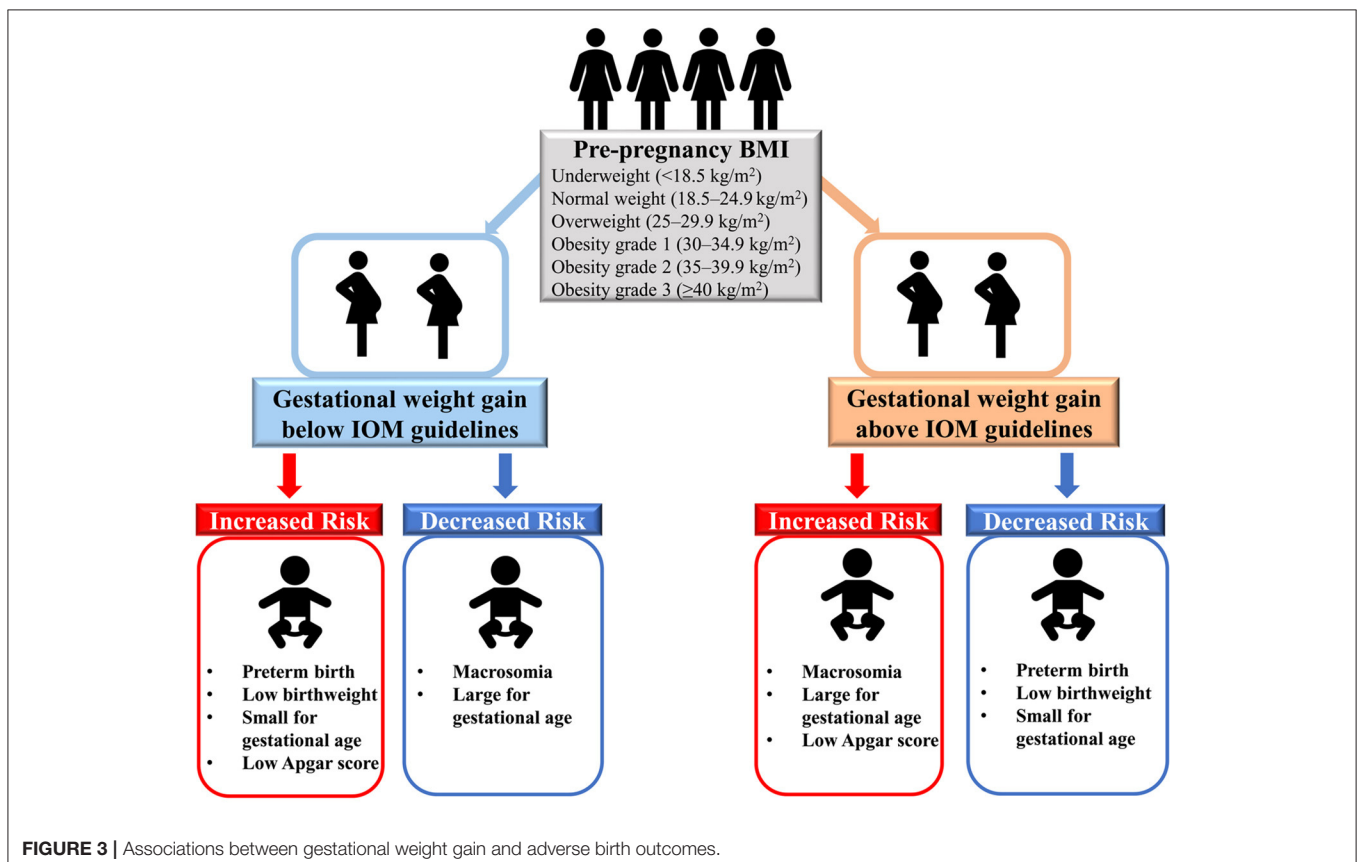 Pre-pregnancy BMI
Underweight (<18.5 kg/m²)
Normal weight (18.5–24.9 kg/m²)
Overweight (25–29.9 kg/m²)
Obesity grade 1 (30–34.9 kg/m²)
Obesity grade 2 (35–39.9 kg/m²)
Obesity grade 3 (≥40 kg/m²)
Gestational weight gain
below IOM guidelines
Increased Risk
• Preterm birth
• Low birthweight
• Small for
gestational age
• Low Apgar score
Decreased Risk
• Macrosomia
• Large for
gestational age
Gestational weight gain
above IOM guidelines
Increased Risk
• Macrosomia
• Large for
gestational age
• Low Apgar score
Decreased Risk
• Preterm birth
• Low birthweight
• Small for
gestational age
FIGURE 3 | Associations between gestational weight gain and adverse birth outcomes.